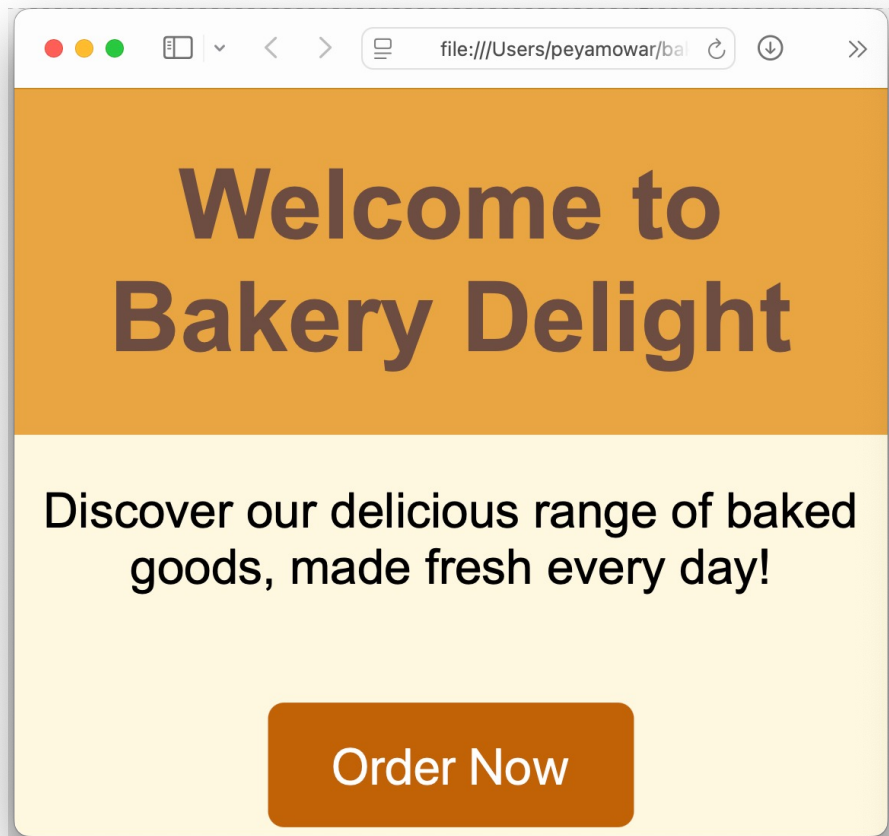 file:///Users/peyamowar/ba
Welcome to
Bakery Delight
Discover our delicious range of baked
goods, made fresh every day!
Order Now